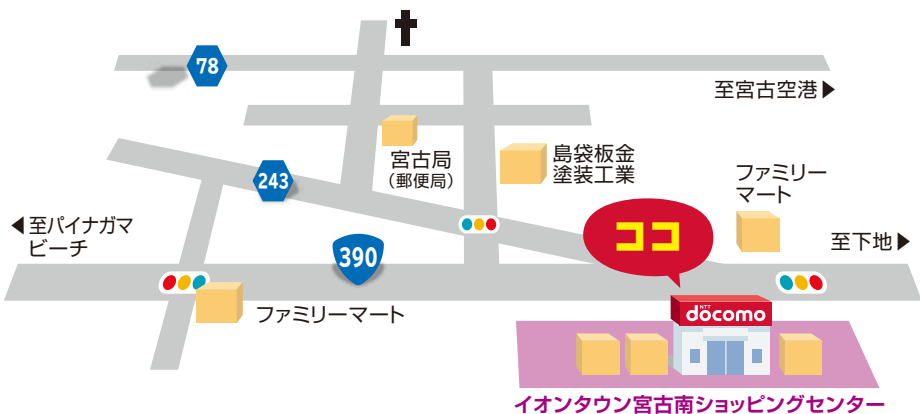 78
至宮古空港▶
宮古局
（郵便局）
島袋板金
塗装工業
ファミリー
マート
243
◀至パイナガマ
ビーチ
ココ
至下地▶
390
ファミリーマート
NTT
docomo
イオンタウン宮古南ショッピングセンター